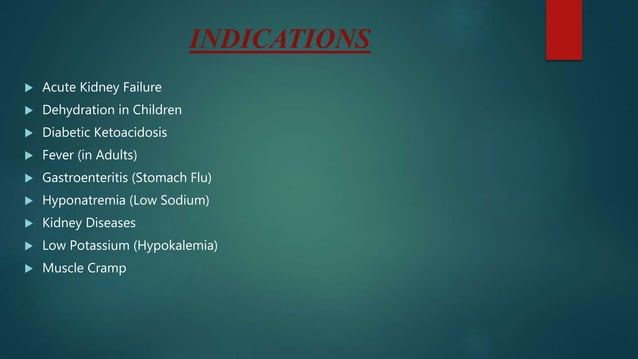 INDICATIONS
Acute Kidney Failure
Dehydration in Children
Diabetic Ketoacidosis
Fever (in Adults)
Gastroenteritis (Stomach Flu)
Hyponatremia (Low Sodium)
Kidney Diseases
Low Potassium (Hypokalemia)
Muscle Cramp